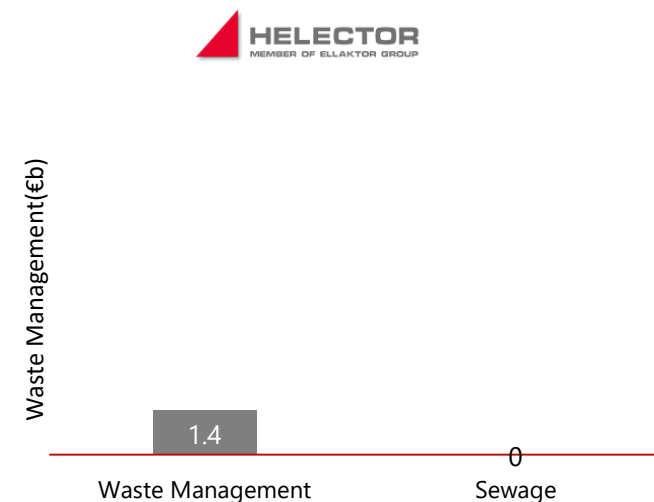 HELECTOR
MEMBER OF ELLAKTOR GROUP
Waste Management(€b)
1.4
0
Waste Management
Sewage